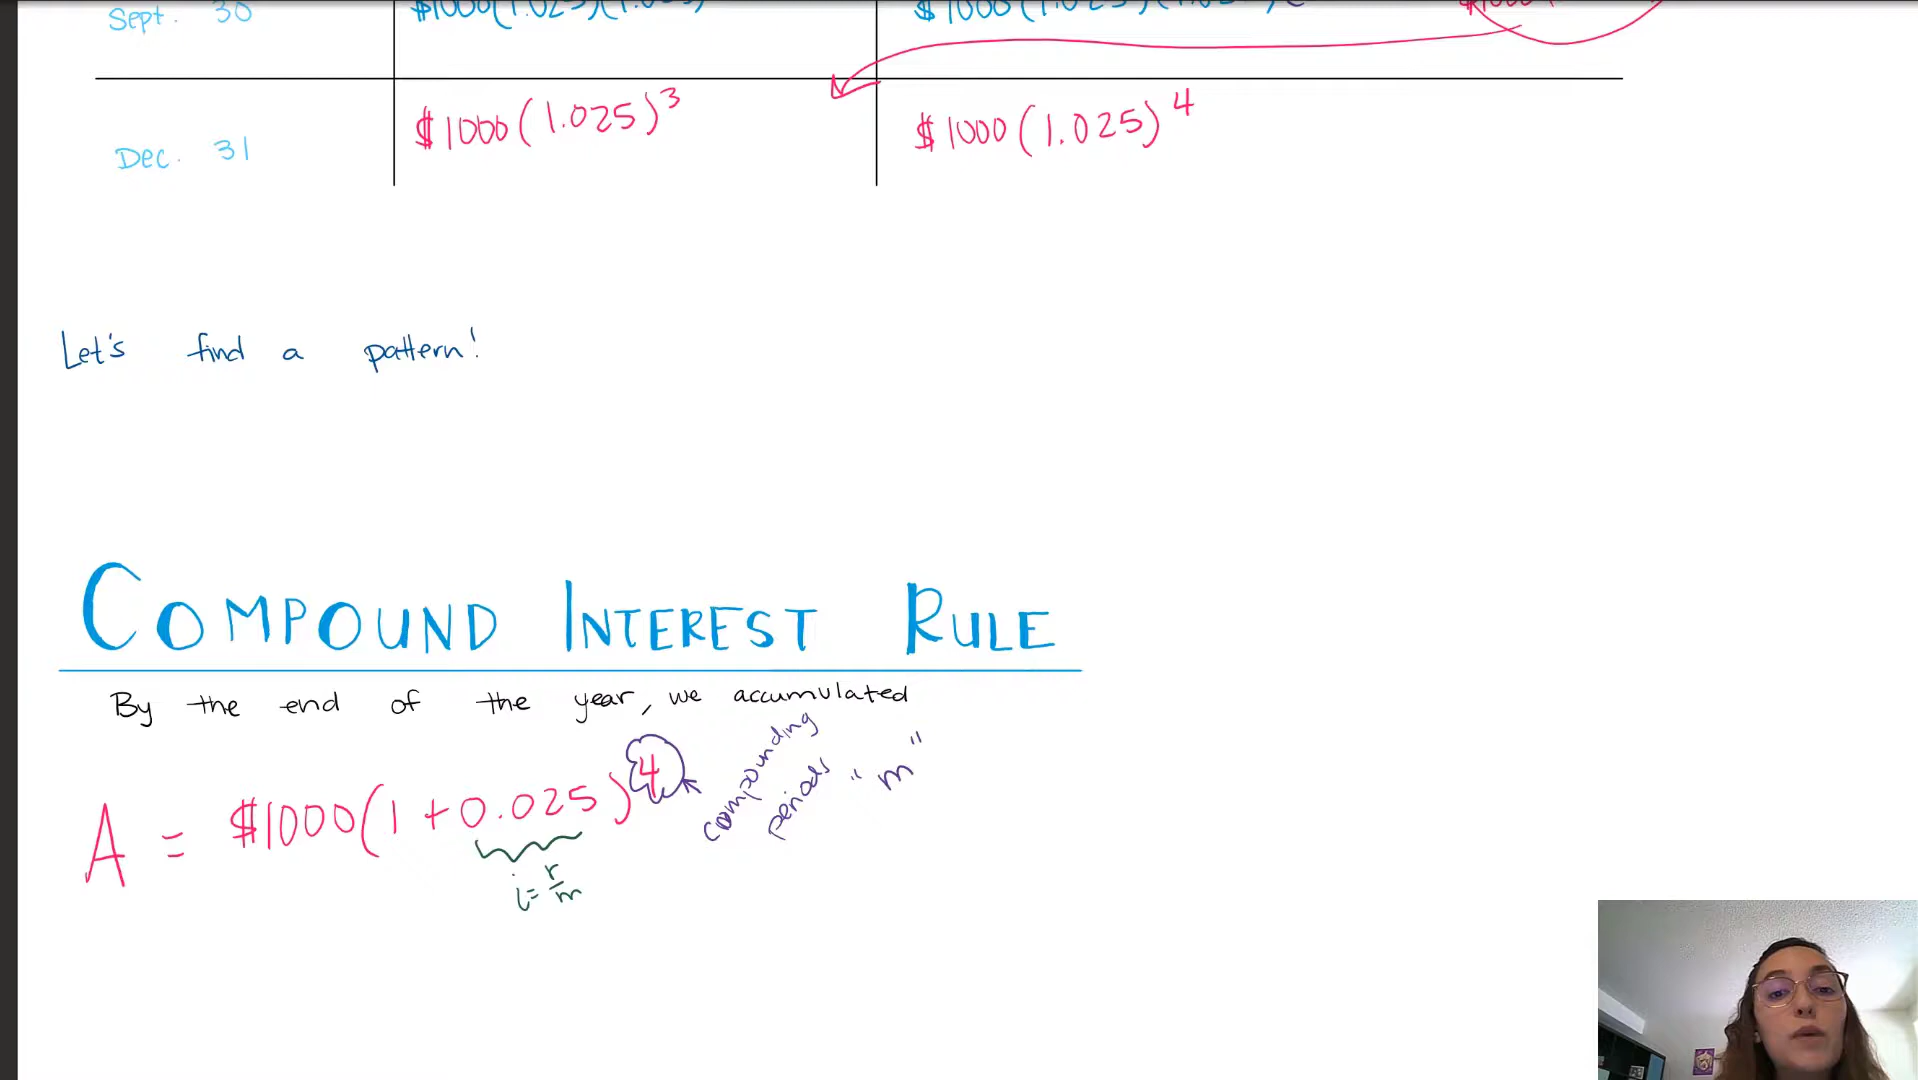 Sept. 30
Dec. 31 $1000(1.025)^3 $1000(1.025)^4
Let's find a pattern!
COMPOUND INTEREST RULE
By the end of the year, we accumulated
A = $1000(1+0.025)^4
compounding
periods "m"
i= r/m